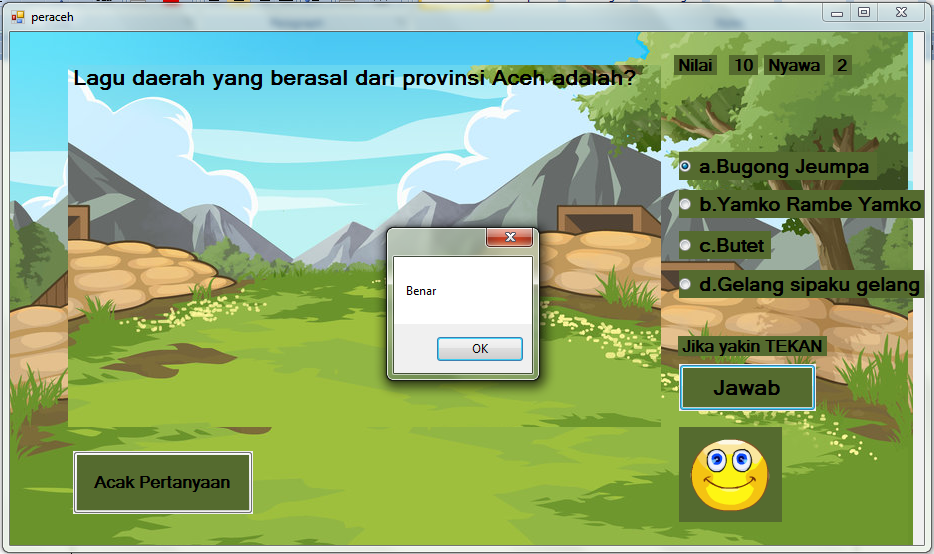 peraceh
Lagu daerah yang berasal dari provinsi Aceh adalah?
Nilai 10 Nyawa 2
a.Bugong Jeumpa
b.Yamko Rambe Yamko
c.Butet
d.Gelang sipaku gelang
Benar
OK
Jika yakin TEKAN
Jawab
Acak Pertanyaan